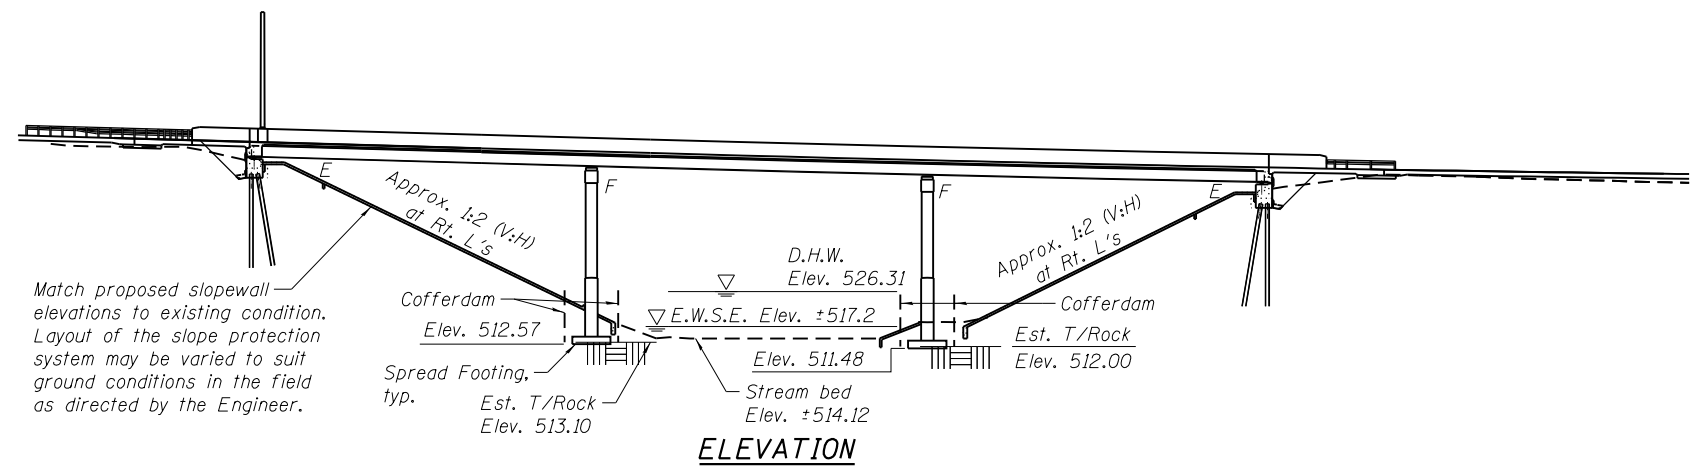 E
Approx. 1:2 (V:H)
at Rt. L's
F
F
E
Approx. 1:2 (V:H)
at Rt. L's
Match proposed slopewall
elevations to existing condition.
Layout of the slope protection
system may be varied to suit
ground conditions in the field
as directed by the Engineer.
Cofferdam
Elev. 512.57
D.H.W.
Elev. 526.31
E.W.S.E. Elev. ±517.2
Cofferdam
Est. T/Rock
Elev. 512.00
Elev. 511.48
Spread Footing,
typ.
Est. T/Rock
Elev. 513.10
Stream bed
Elev. ±514.12
ELEVATION